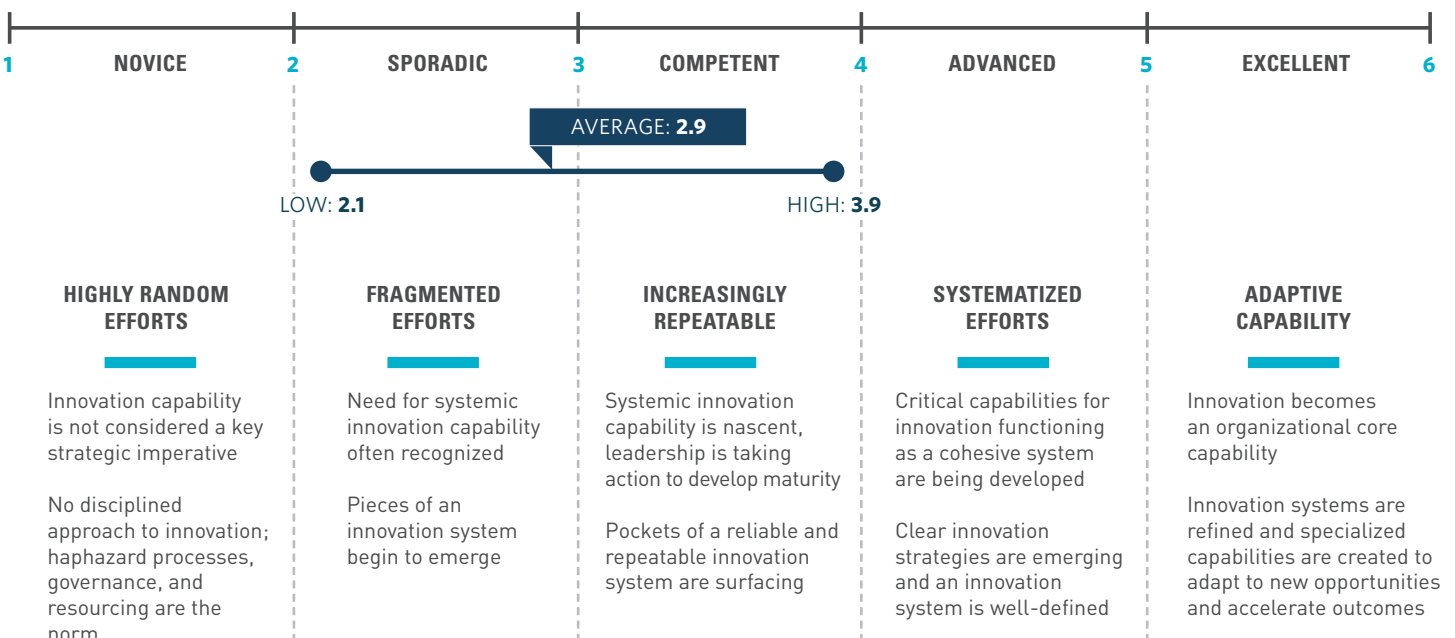 1 NOVICE 2 SPORADIC 3 COMPETENT 4 ADVANCED 5 EXCELLENT 6
AVERAGE: 2.9
LOW: 2.1
HIGH: 3.9
HIGHLY RANDOM
EFFORTS
Innovation capability
is not considered a key
strategic imperative
No disciplined
approach to innovation;
haphazard processes,
governance, and
resourcing are the
norm
FRAGMENTED
EFFORTS
Need for systemic
innovation capability
often recognized
Pieces of an
innovation system
begin to emerge
INCREASINGLY
REPEATABLE
Systemic innovation
capability is nascent,
leadership is taking
action to develop maturity
Pockets of a reliable and
repeatable innovation
system are surfacing
SYSTEMATIZED
EFFORTS
Critical capabilities for
innovation functioning
as a cohesive system
are being developed
Clear innovation
strategies are emerging
and an innovation
system is well-defined
ADAPTIVE
CAPABILITY
Innovation becomes
an organizational core
capability
Innovation systems are
refined and specialized
capabilities are created to
adapt to new opportunities
and accelerate outcomes